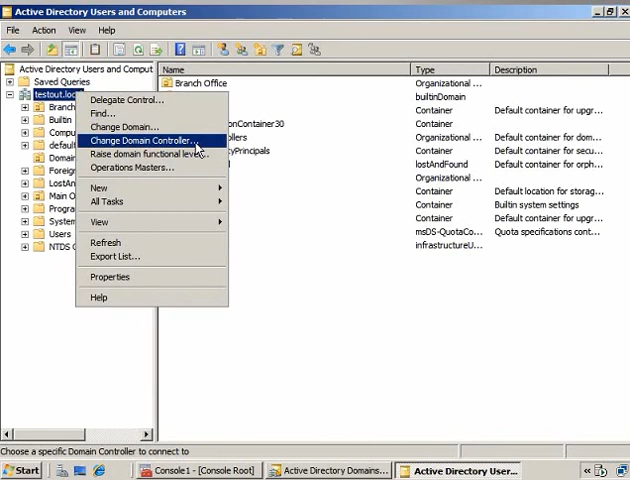 Active Directory Users and Computers
File Action View Help
Active Directory Users and Comput
Saved Queries
testout.loc
Branch
Builtin
Compu
default
Domain
Foreig
LostAn
Main O
Progra
System
Users
NTDS Q
Delegate Control...
Find...
Change Domain...
Change Domain Controller...
Raise domain functional level...
Operations Masters...
New
All Tasks
View
Refresh
Export List...
Properties
Help
Name Type Description
Branch Office Organizational ...
builtinDomain
Container Default container for upgr...
onContainer30 Container
llers Organizational ... Default container for dom...
tyPrincipals Container Default container for secu...
lostAndFound Default container for orph...
Organizational ...
Container Default location for storag...
Container Builtin system settings
Container Default container for upgr...
msDS-QuotaCo... Quota specifications cont...
infrastructureU...
Choose a specific Domain Controller to connect to
Start Console1 - [Console Root] Active Directory Domains... Active Directory User...